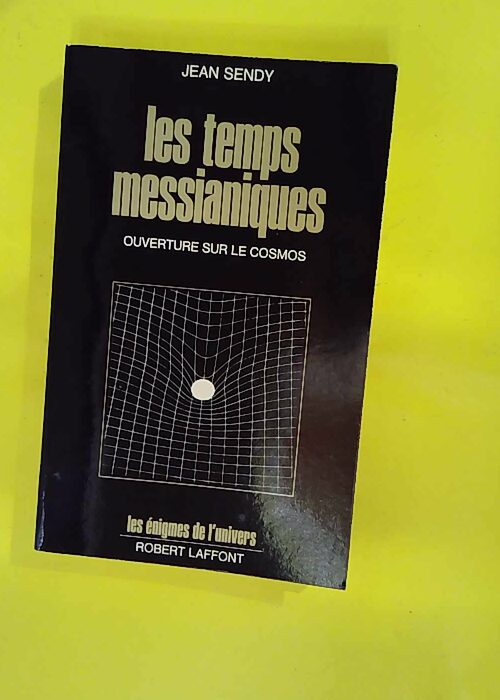 JEAN SENDY
les temps
messianiques
OUVERTURE SUR LE COSMOS
les énigmes de l'univers
ROBERT LAFFONT